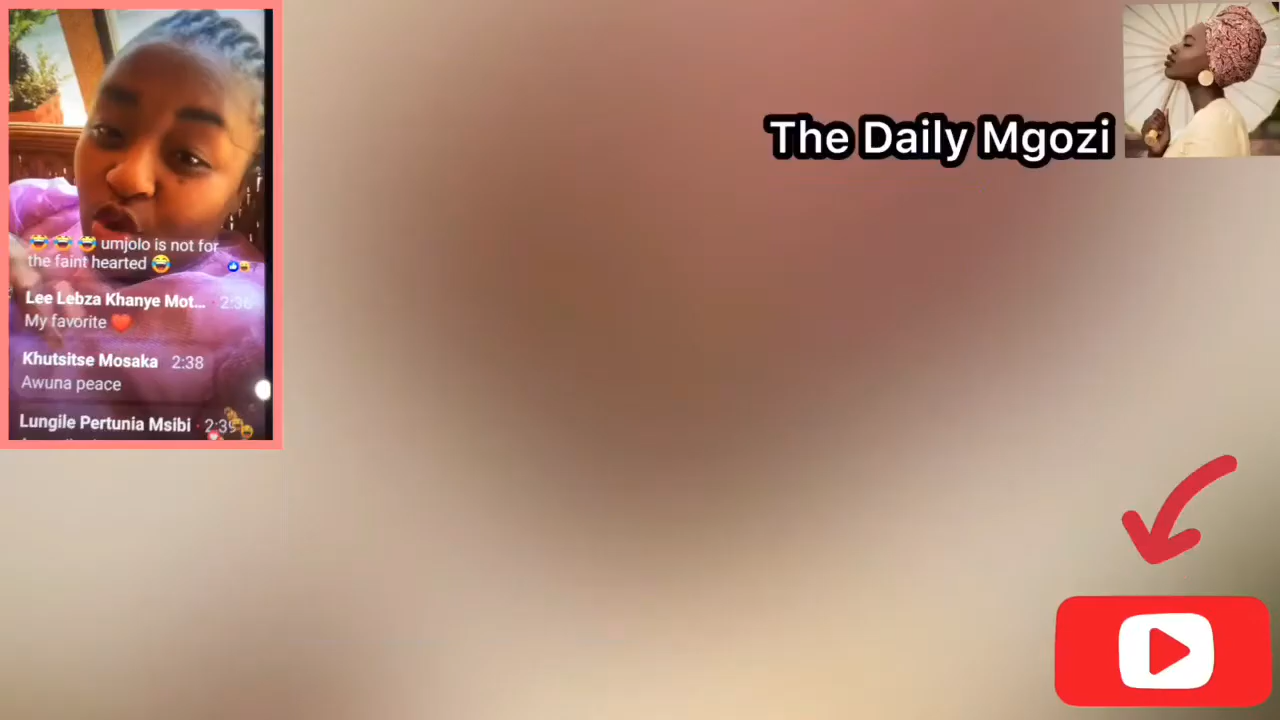 😂 😂 😂 umjolo is not for
the faint hearted 😂
Lee Lebza Khanye Mot... · 2:36
My favorite ❤️
Khutsitse Mosaka 2:38
Awuna peace
Lungile Pertunia Msibi · 2:39
The Daily Mgozi